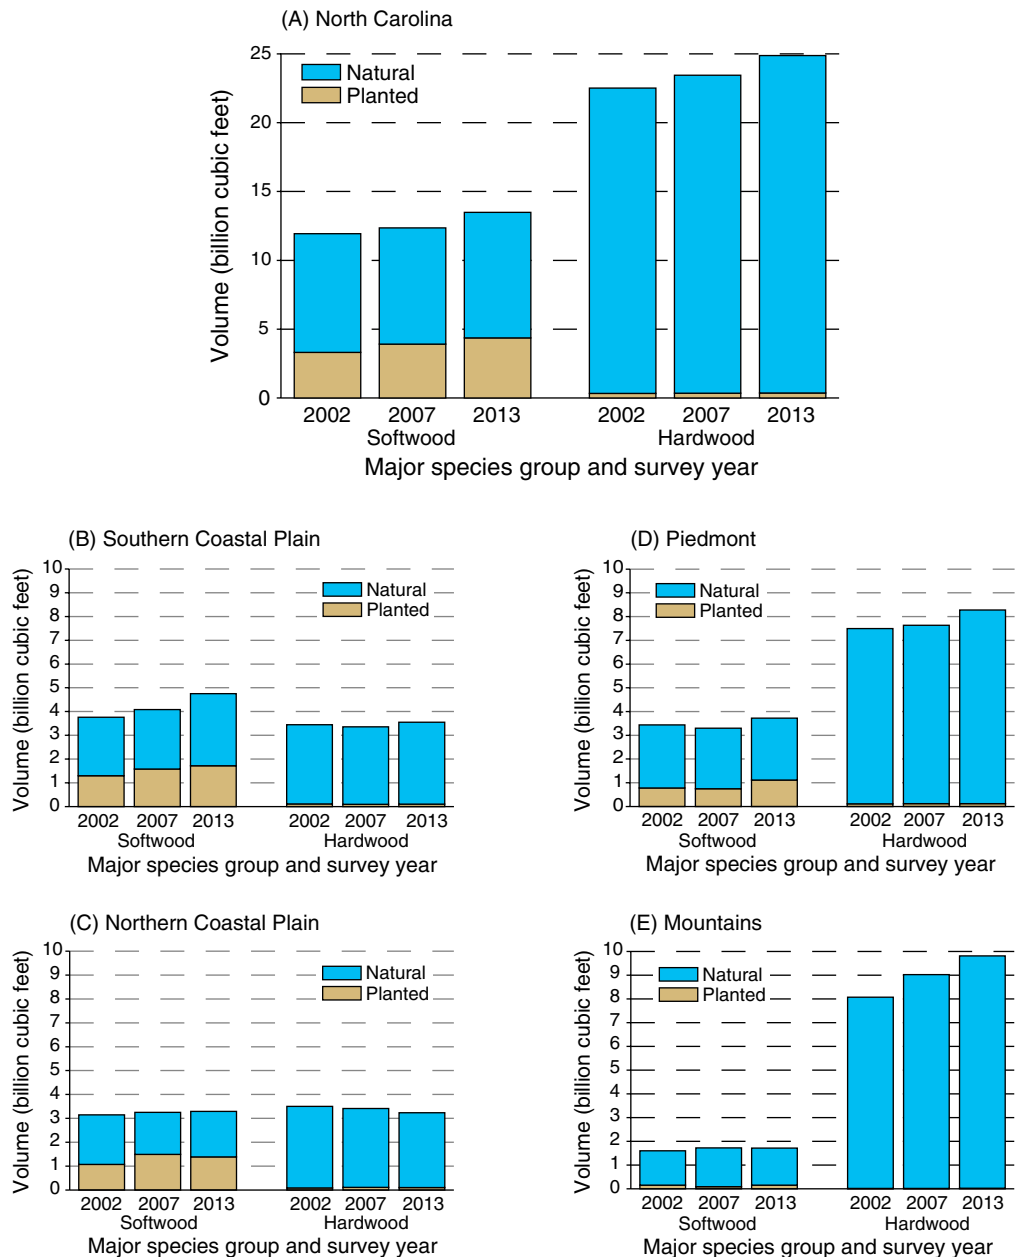 (A) North Carolina
Volume (billion cubic feet)
25
20
15
10
5
0
Natural
Planted
2002 2007 2013 2002 2007 2013
Softwood Hardwood
Major species group and survey year
(B) Southern Coastal Plain
Volume (billion cubic feet)
10
9
8
7
6
5
4
3
2
1
0
Natural
Planted
2002 2007 2013 2002 2007 2013
Softwood Hardwood
Major species group and survey year
(D) Piedmont
Volume (billion cubic feet)
10
9
8
7
6
5
4
3
2
1
0
Natural
Planted
2002 2007 2013 2002 2007 2013
Softwood Hardwood
Major species group and survey year
(C) Northern Coastal Plain
Volume (billion cubic feet)
10
9
8
7
6
5
4
3
2
1
0
Natural
Planted
2002 2007 2013 2002 2007 2013
Softwood Hardwood
Major species group and survey year
(E) Mountains
Volume (billion cubic feet)
10
9
8
7
6
5
4
3
2
1
0
Natural
Planted
2002 2007 2013 2002 2007 2013
Softwood Hardwood
Major species group and survey year